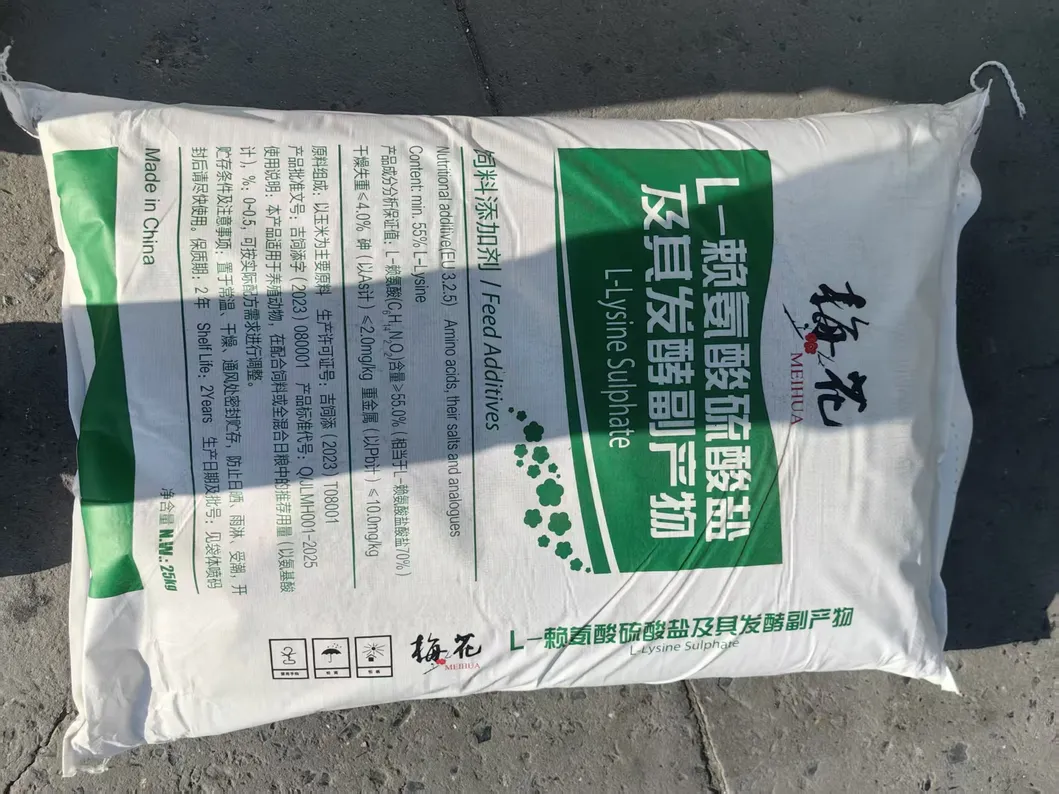 梅花
MEIHUA
L-赖氨酸硫酸盐
及其发酵副产物
L-Lysine Sulphate
饲料添加剂 / Feed Additives
Nutritional additive(EU 3.2.5) Amino acids, their salts and analogues
Content: min. 55% L-Lysine
产品成分分析保证值：L-赖氨酸(C₆H₁₄N₂O₂)含量≥55.0%（相当于L-赖氨酸盐酸盐70%）
干燥失重≤4.0% 砷（以As计）≤2.0mg/kg 重金属（以Pb计）≤10.0mg/kg
原料组成：以玉米为主要原料 生产许可证号：吉饲添（2023）T08001
产品批准文号：吉饲添字（2023）080001 产品标准代号：Q/JLMH001-2025
使用说明：本产品适用于养殖动物，在配合饲料或全混合日粮中的推荐用量（以氨基酸
计），%：0-0.5，可按实际配方需求进行调整。
贮存条件及注意事项：置于常温、干燥、通风处密封贮存，防止日晒、雨淋、受潮，开
封后请尽快使用。保质期：2年 Shelf Life：2Years 生产日期及批号：见袋体喷码
Made in China
净含量 N.W.: 25kg
L-赖氨酸硫酸盐及其发酵副产物
L-Lysine Sulphate
梅花
MEIHUA